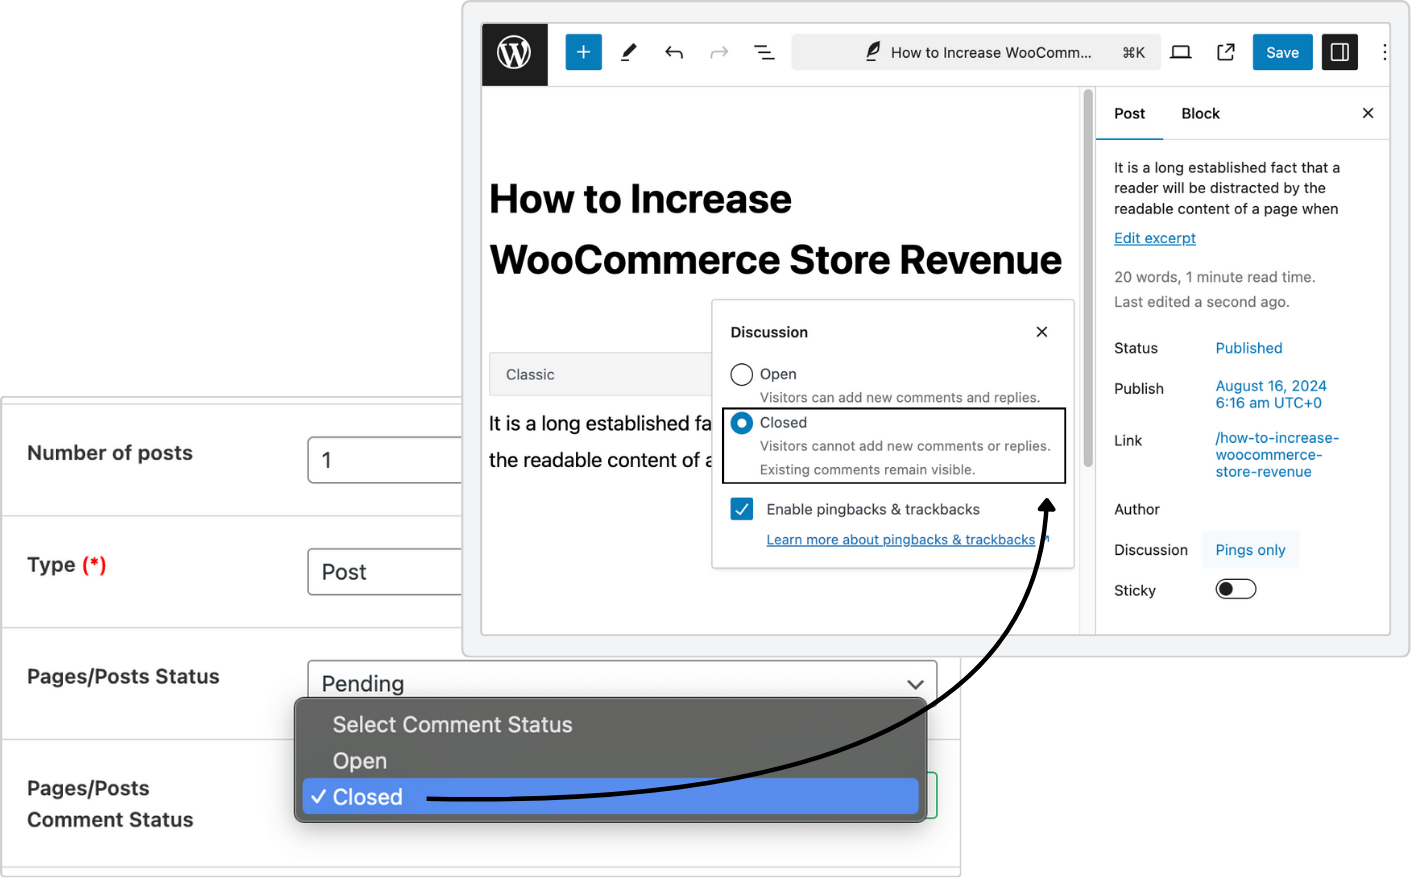 How to Increase WooComm...
⌘K
Save
How to Increase
WooCommerce Store Revenue
Classic
It is a long established fa
the readable content of a
Discussion
Open
Visitors can add new comments and replies.
Closed
Visitors cannot add new comments or replies.
Existing comments remain visible.
Enable pingbacks & trackbacks
Learn more about pingbacks & trackbacks
Post
Block
It is a long established fact that a
reader will be distracted by the
readable content of a page when
Edit excerpt
20 words, 1 minute read time.
Last edited a second ago.
Status
Published
Publish
August 16, 2024
6:16 am UTC+0
Link
/how-to-increase-
woocommerce-
store-revenue
Author
Discussion
Pings only
Sticky
Number of posts
1
Type (*)
Post
Pages/Posts Status
Pending
Select Comment Status
Open
Closed
Pages/Posts
Comment Status